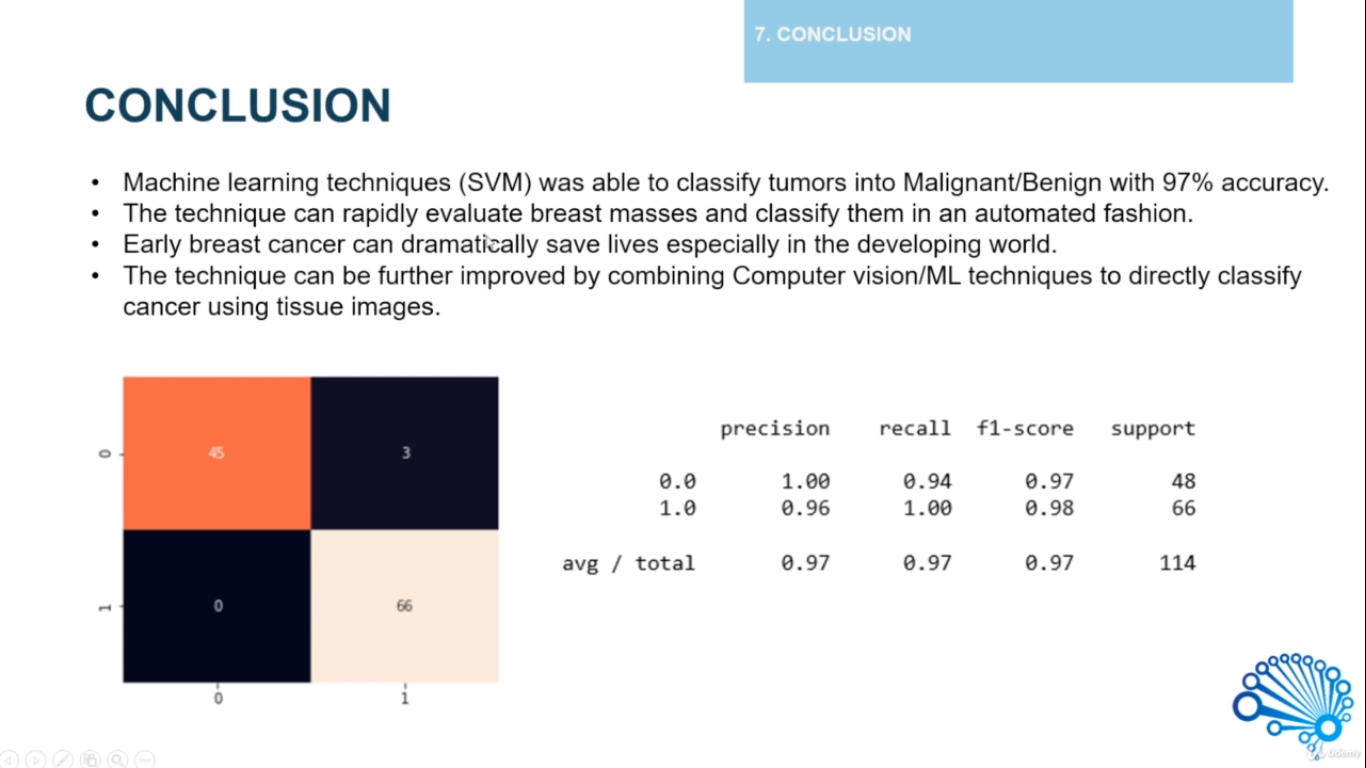 7. CONCLUSION
CONCLUSION
• Machine learning techniques (SVM) was able to classify tumors into Malignant/Benign with 97% accuracy.
• The technique can rapidly evaluate breast masses and classify them in an automated fashion.
• Early breast cancer can dramatically save lives especially in the developing world.
• The technique can be further improved by combining Computer vision/ML techniques to directly classify
cancer using tissue images.
0 45 3
1 0 66
0 1
precision recall f1-score support
0.0 1.00 0.94 0.97 48
1.0 0.96 1.00 0.98 66
avg / total 0.97 0.97 0.97 114
Udemy